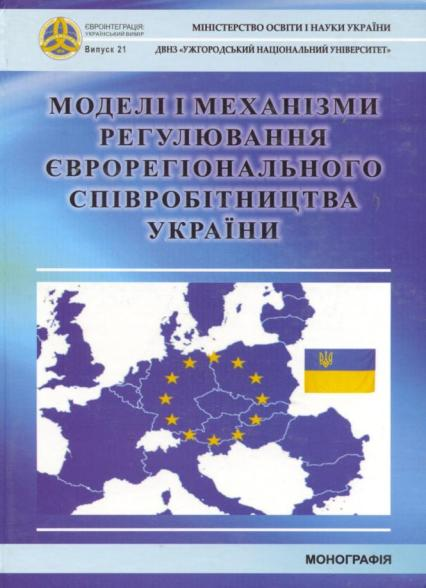 ЄВРОІНТЕГРАЦІЯ:
УКРАЇНСЬКИЙ ВИМІР
Випуск 21
МІНІСТЕРСТВО ОСВІТИ І НАУКИ УКРАЇНИ
ДВНЗ «УЖГОРОДСЬКИЙ НАЦІОНАЛЬНИЙ УНІВЕРСИТЕТ»
МОДЕЛІ І МЕХАНІЗМИ
РЕГУЛЮВАННЯ
ЄВРОРЕГІОНАЛЬНОГО
СПІВРОБІТНИЦТВА
УКРАЇНИ
МОНОГРАФІЯ